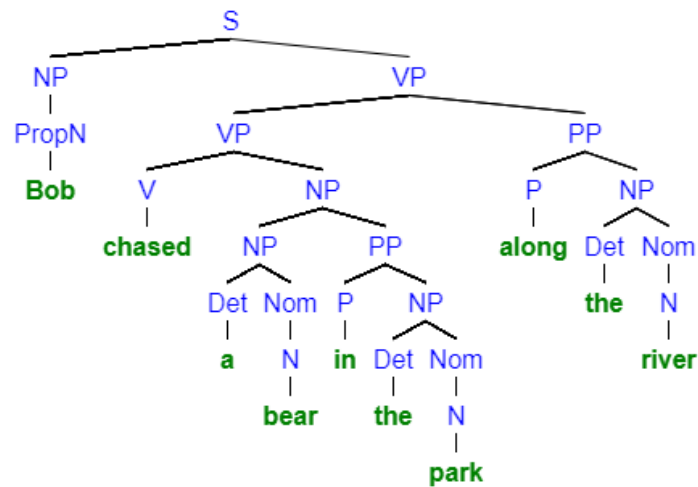 S
NP VP
PropN VP PP
Bob V NP P NP
chased NP PP along Det Nom
Det Nom P NP the N
a N in Det Nom river
bear the N
park